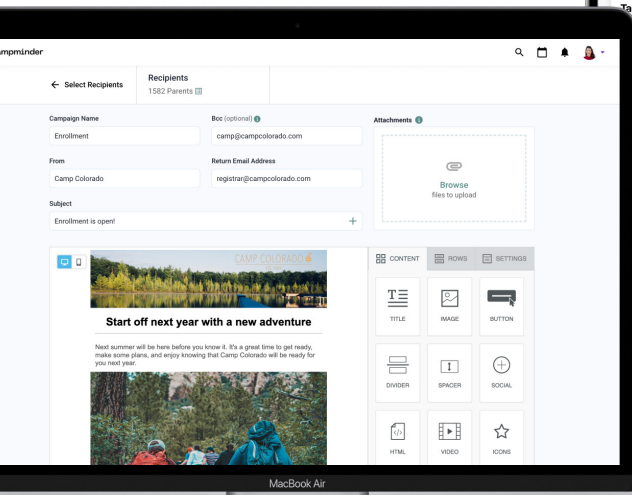 Ta
mpminder
Select Recipients
Recipients
1582 Parents
Campaign Name
Bcc (optional)
Attachments
Enrollment
camp@campcolorado.com
From
Return Email Address
Camp Colorado
registrar@campcolorado.com
Browse
files to upload
Subject
Enrollment is open!
CAMP COLORADO
CONTENT
ROWS
SETTINGS
Start off next year with a new adventure
Next summer will be here before you know it. It's a great time to get ready,
make some plans, and enjoy knowing that Camp Colorado will be ready for
you next year.
TITLE
IMAGE
BUTTON
DIVIDER
SPACER
SOCIAL
HTML
VIDEO
ICONS
MacBook Air